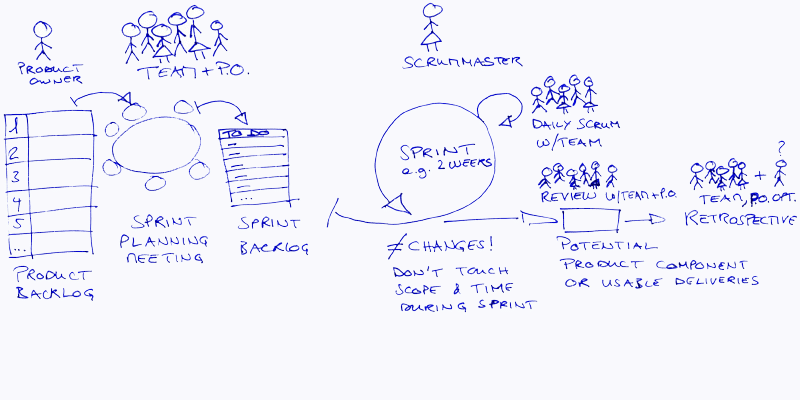 PRODUCT
OWNER
TEAM + P.O.
SCRUMMASTER
1
2
3
4
5
...
PRODUCT
BACKLOG
SPRINT
PLANNING
MEETING
TO DO
...
SPRINT
BACKLOG
SPRINT
e.g. 2 WEEKS
DAILY SCRUM
W/TEAM
≠ CHANGES!
DON'T TOUCH
SCOPE & TIME
DURING SPRINT
REVIEW W/TEAM+P.O.
POTENTIAL
PRODUCT COMPONENT
OR USABLE DELIVERIES
+
?
TEAM, P.O. OPT.
RETROSPECTIVE